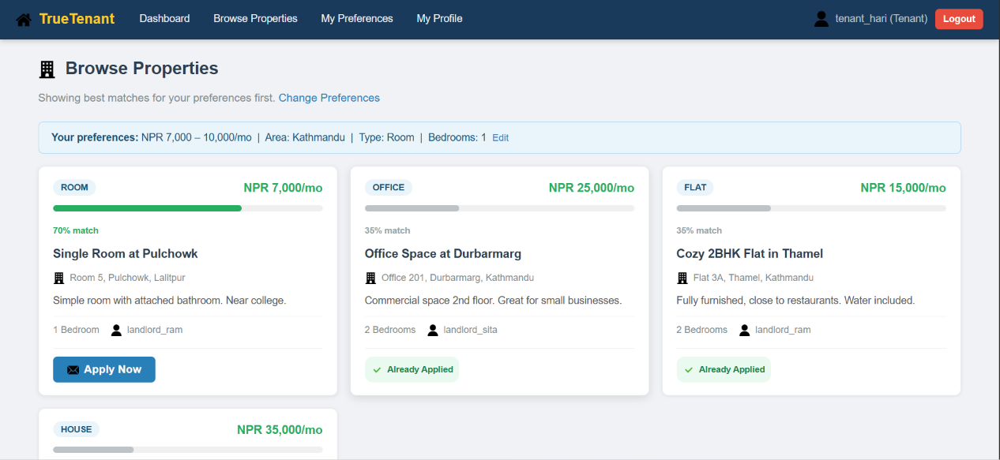 TrueTenant Dashboard Browse Properties My Preferences My Profile tenant_hari (Tenant) Logout
Browse Properties
Showing best matches for your preferences first. Change Preferences
Your preferences: NPR 7,000 – 10,000/mo | Area: Kathmandu | Type: Room | Bedrooms: 1 Edit
ROOM NPR 7,000/mo
70% match
Single Room at Pulchowk
Room 5, Pulchowk, Lalitpur
Simple room with attached bathroom. Near college.
1 Bedroom landlord_ram
Apply Now
OFFICE NPR 25,000/mo
35% match
Office Space at Durbarmarg
Office 201, Durbarmarg, Kathmandu
Commercial space 2nd floor. Great for small businesses.
2 Bedrooms landlord_sita
Already Applied
FLAT NPR 15,000/mo
35% match
Cozy 2BHK Flat in Thamel
Flat 3A, Thamel, Kathmandu
Fully furnished, close to restaurants. Water included.
2 Bedrooms landlord_ram
Already Applied
HOUSE NPR 35,000/mo